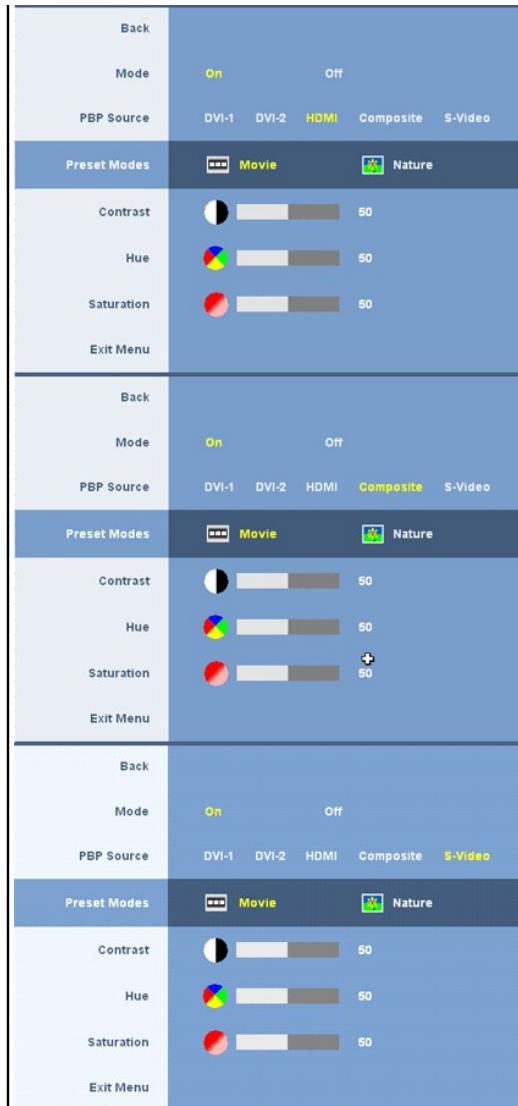 Back
Mode On Off
PBP Source DVI-1 DVI-2 HDMI Composite S-Video
Preset Modes Movie Nature
Contrast 50
Hue 50
Saturation 50
Exit Menu
Back
Mode On Off
PBP Source DVI-1 DVI-2 HDMI Composite S-Video
Preset Modes Movie Nature
Contrast 50
Hue 50
Saturation 50
Exit Menu
Back
Mode On Off
PBP Source DVI-1 DVI-2 HDMI Composite S-Video
Preset Modes Movie Nature
Contrast 50
Hue 50
Saturation 50
Exit Menu